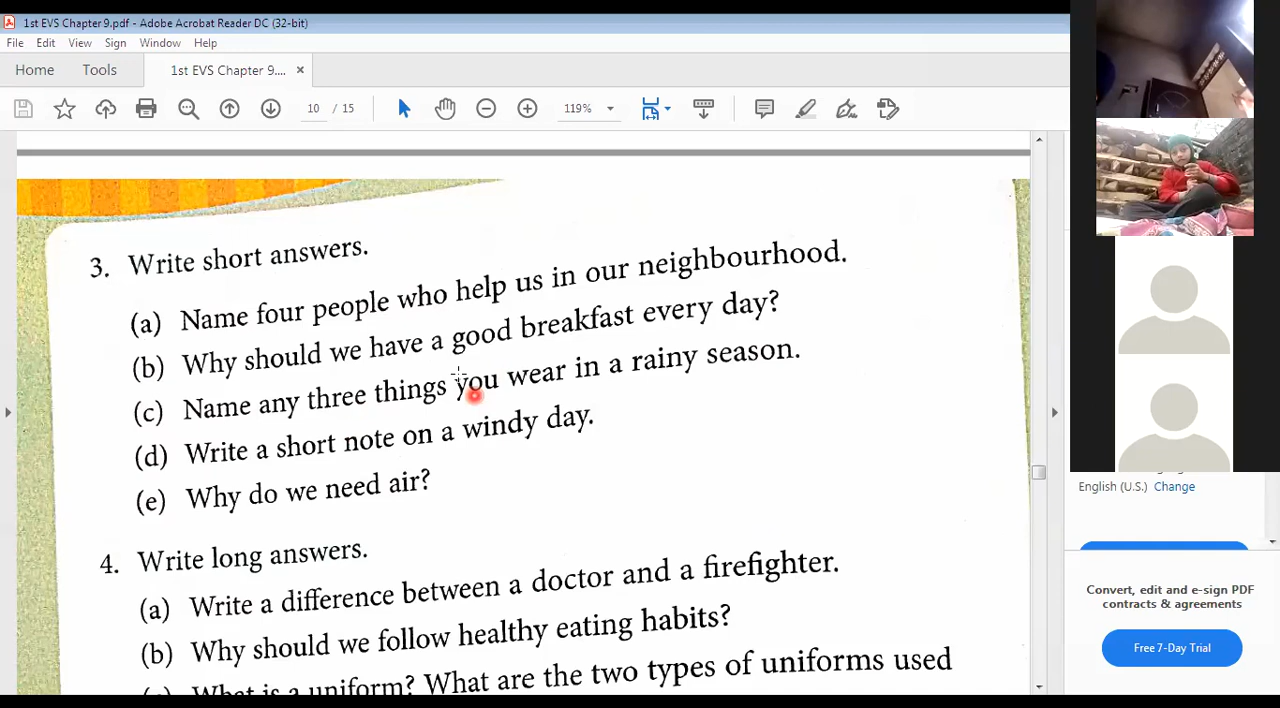 1st EVS Chapter 9.pdf - Adobe Acrobat Reader DC (32-bit)
File Edit View Sign Window Help
Home Tools 1st EVS Chapter 9.... ×
10 / 15 119%
3. Write short answers.
(a) Name four people who help us in our neighbourhood.
(b) Why should we have a good breakfast every day?
(c) Name any three things you wear in a rainy season.
(d) Write a short note on a windy day.
(e) Why do we need air?
4. Write long answers.
(a) Write a difference between a doctor and a firefighter.
(b) Why should we follow healthy eating habits?
What is a uniform? What are the two types of uniforms used
English (U.S.) Change
Convert, edit and e-sign PDF
contracts & agreements
Free 7-Day Trial